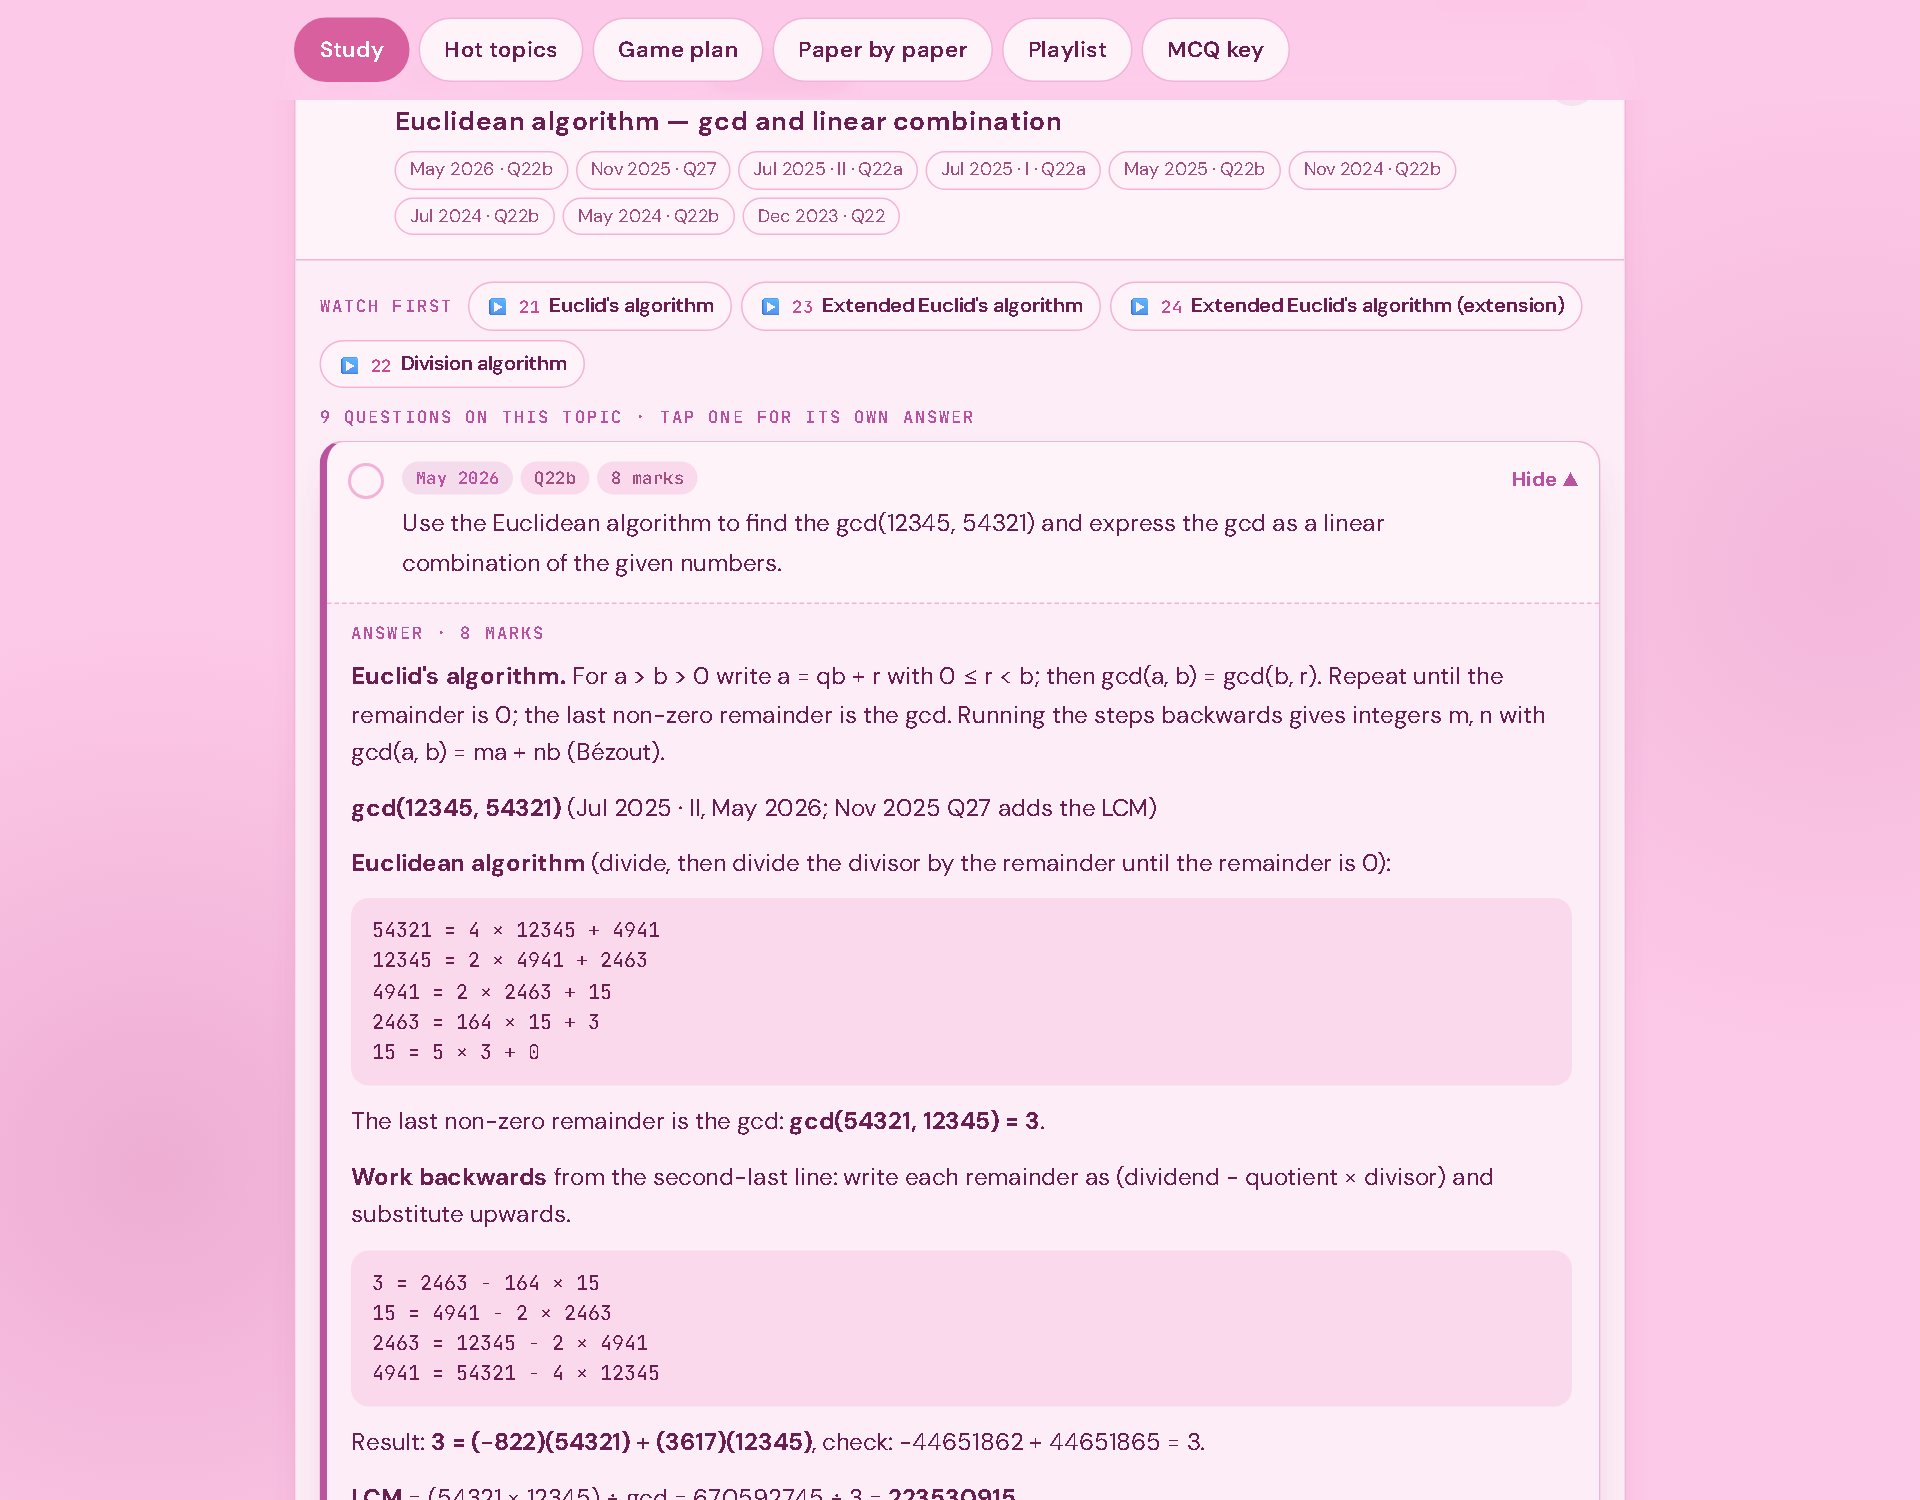 Study
Hot topics
Game plan
Paper by paper
Playlist
MCQ key
Euclidean algorithm — gcd and linear combination
May 2026 · Q22b
Nov 2025 · Q27
Jul 2025 · II · Q22a
Jul 2025 · I · Q22a
May 2025 · Q22b
Nov 2024 · Q22b
Jul 2024 · Q22b
May 2024 · Q22b
Dec 2023 · Q22
WATCH FIRST
21 Euclid's algorithm
23 Extended Euclid's algorithm
24 Extended Euclid's algorithm (extension)
22 Division algorithm
9 QUESTIONS ON THIS TOPIC · TAP ONE FOR ITS OWN ANSWER
May 2026
Q22b
8 marks
Hide ▲
Use the Euclidean algorithm to find the gcd(12345, 54321) and express the gcd as a linear
combination of the given numbers.
ANSWER · 8 MARKS
Euclid's algorithm. For a > b > 0 write a = qb + r with 0 ≤ r < b; then gcd(a, b) = gcd(b, r). Repeat until the
remainder is 0; the last non-zero remainder is the gcd. Running the steps backwards gives integers m, n with
gcd(a, b) = ma + nb (Bézout).
gcd(12345, 54321) (Jul 2025 · II, May 2026; Nov 2025 Q27 adds the LCM)
Euclidean algorithm (divide, then divide the divisor by the remainder until the remainder is 0):
54321 = 4 × 12345 + 4941
12345 = 2 × 4941 + 2463
4941 = 2 × 2463 + 15
2463 = 164 × 15 + 3
15 = 5 × 3 + 0
The last non-zero remainder is the gcd: gcd(54321, 12345) = 3.
Work backwards from the second-last line: write each remainder as (dividend − quotient × divisor) and
substitute upwards.
3 = 2463 - 164 × 15
15 = 4941 - 2 × 2463
2463 = 12345 - 2 × 4941
4941 = 54321 - 4 × 12345
Result: 3 = (−822)(54321) + (3617)(12345), check: −44651862 + 44651865 = 3.
LCM = (54321 × 12345) ÷ gcd = 670592745 ÷ 3 = 223530915.